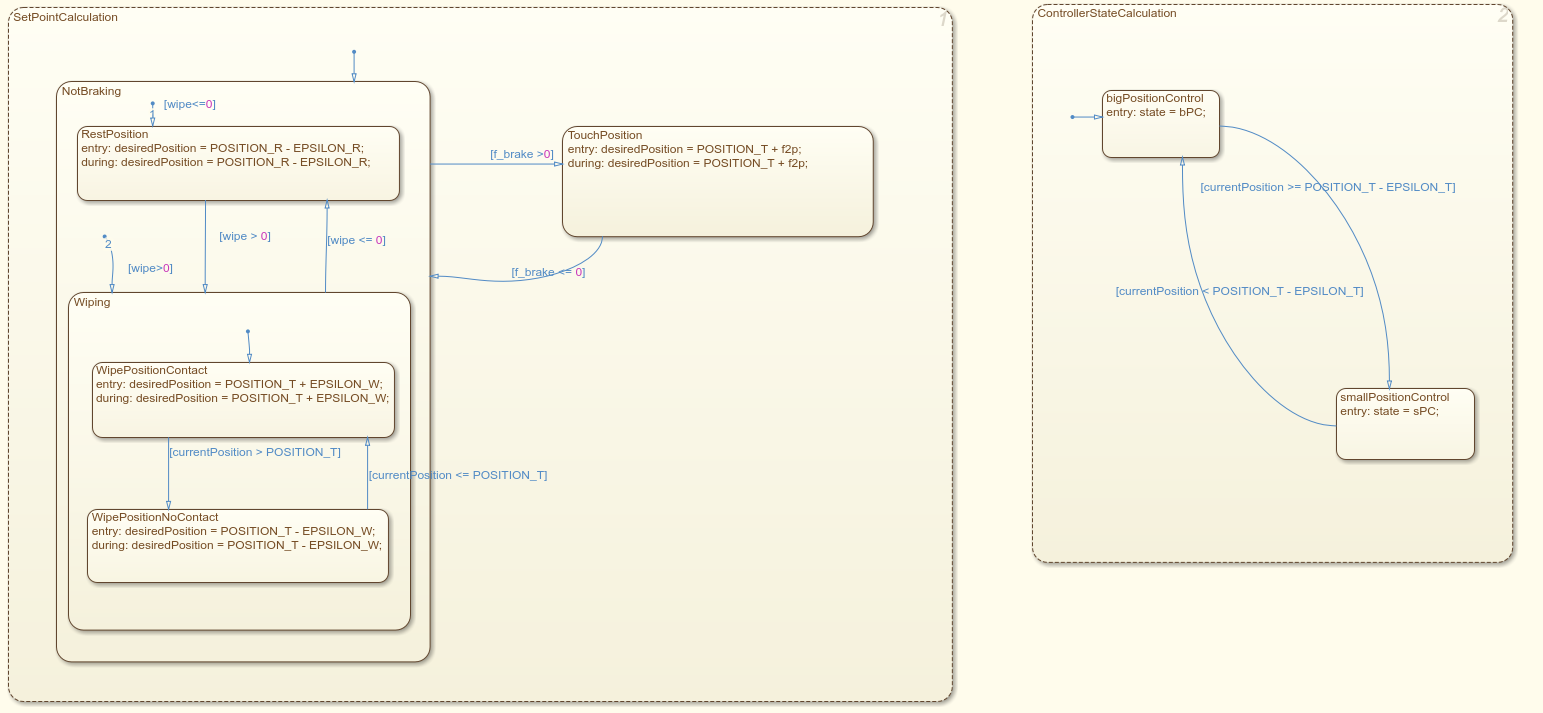 SetPointCalculation
1
NotBraking
[wipe<=0]
1
RestPosition
entry: desiredPosition = POSITION_R - EPSILON_R;
during: desiredPosition = POSITION_R - EPSILON_R;
[wipe > 0]
[wipe <= 0]
2
[wipe>0]
Wiping
WipePositionContact
entry: desiredPosition = POSITION_T + EPSILON_W;
during: desiredPosition = POSITION_T + EPSILON_W;
[currentPosition > POSITION_T]
[currentPosition <= POSITION_T]
WipePositionNoContact
entry: desiredPosition = POSITION_T - EPSILON_W;
during: desiredPosition = POSITION_T - EPSILON_W;
[f_brake >0]
TouchPosition
entry: desiredPosition = POSITION_T + f2p;
during: desiredPosition = POSITION_T + f2p;
[f_brake <= 0]
ControllerStateCalculation
2
bigPositionControl
entry: state = bPC;
[currentPosition >= POSITION_T - EPSILON_T]
[currentPosition < POSITION_T - EPSILON_T]
smallPositionControl
entry: state = sPC;